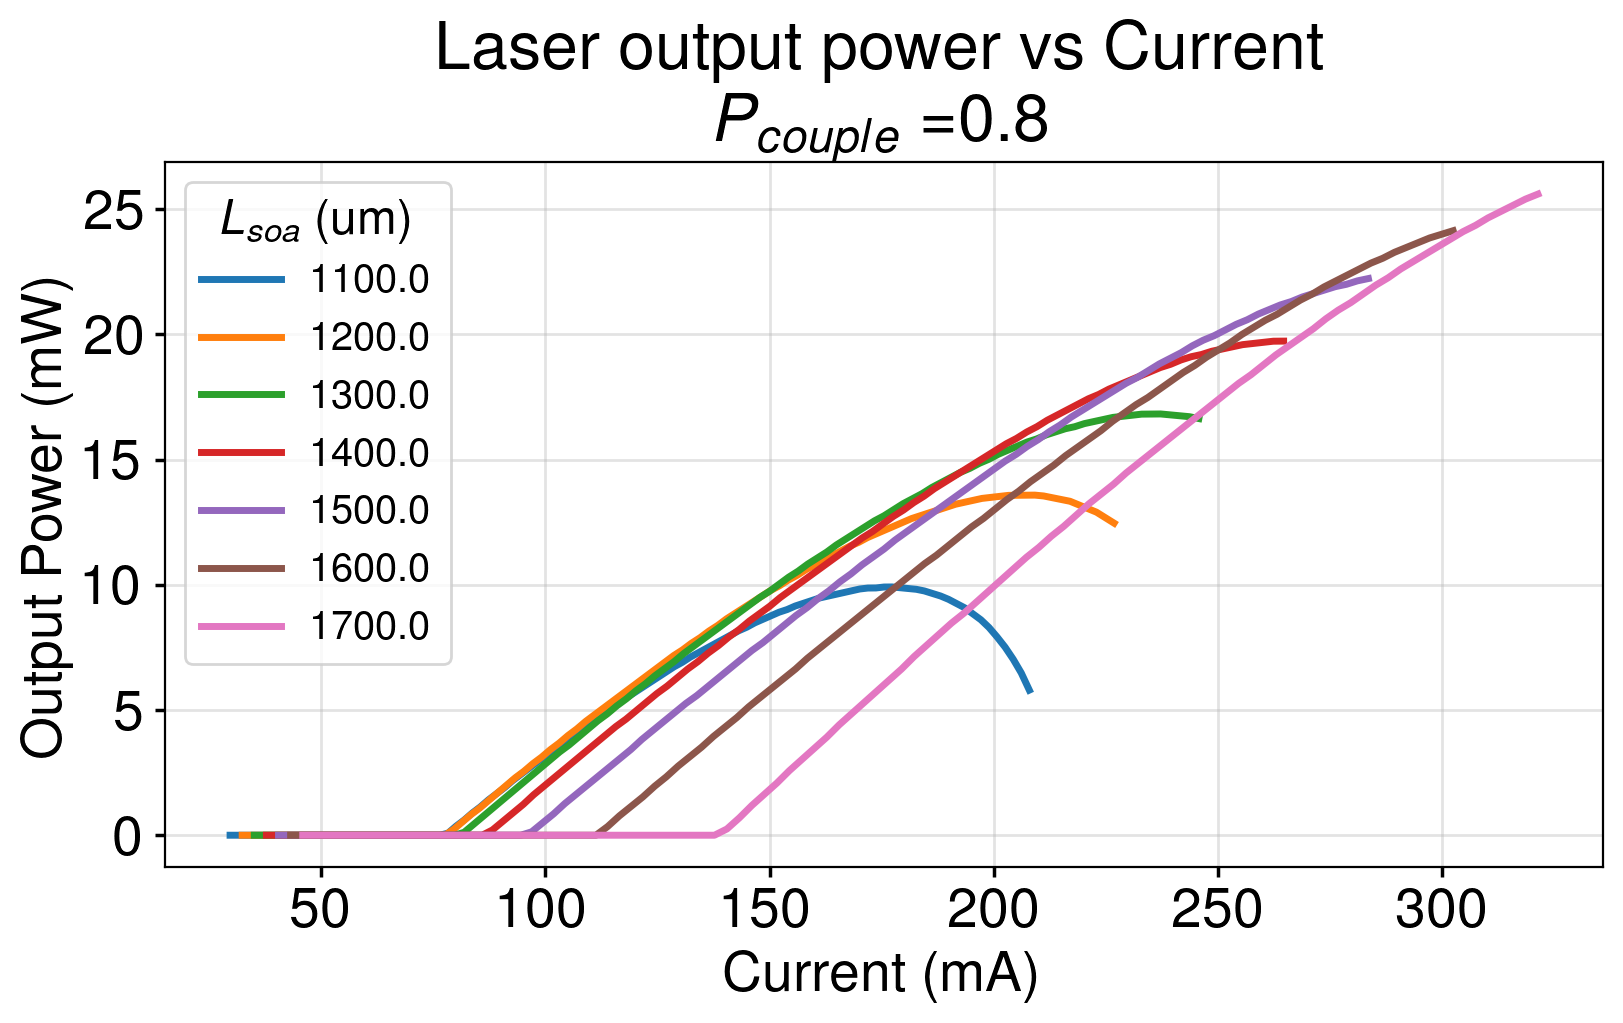 Laser output power vs Current
P_couple =0.8
Output Power (mW)
25
20
15
10
5
0
L_soa (um)
1100.0
1200.0
1300.0
1400.0
1500.0
1600.0
1700.0
50 100 150 200 250 300
Current (mA)